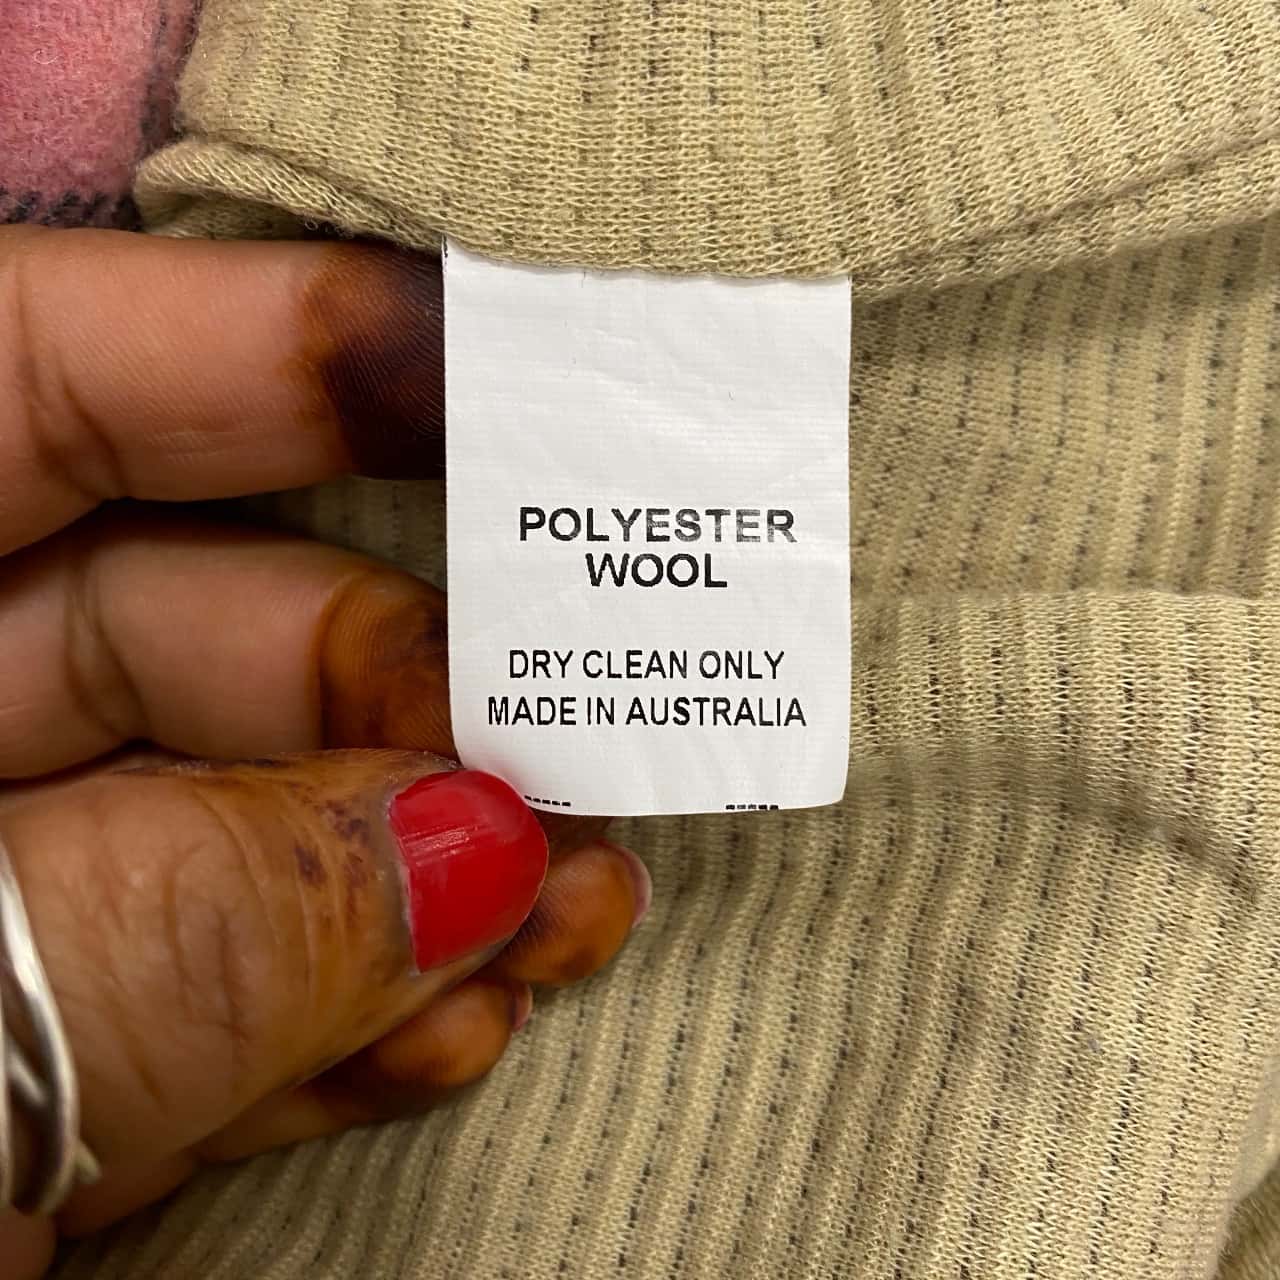 POLYESTER
WOOL
DRY CLEAN ONLY
MADE IN AUSTRALIA